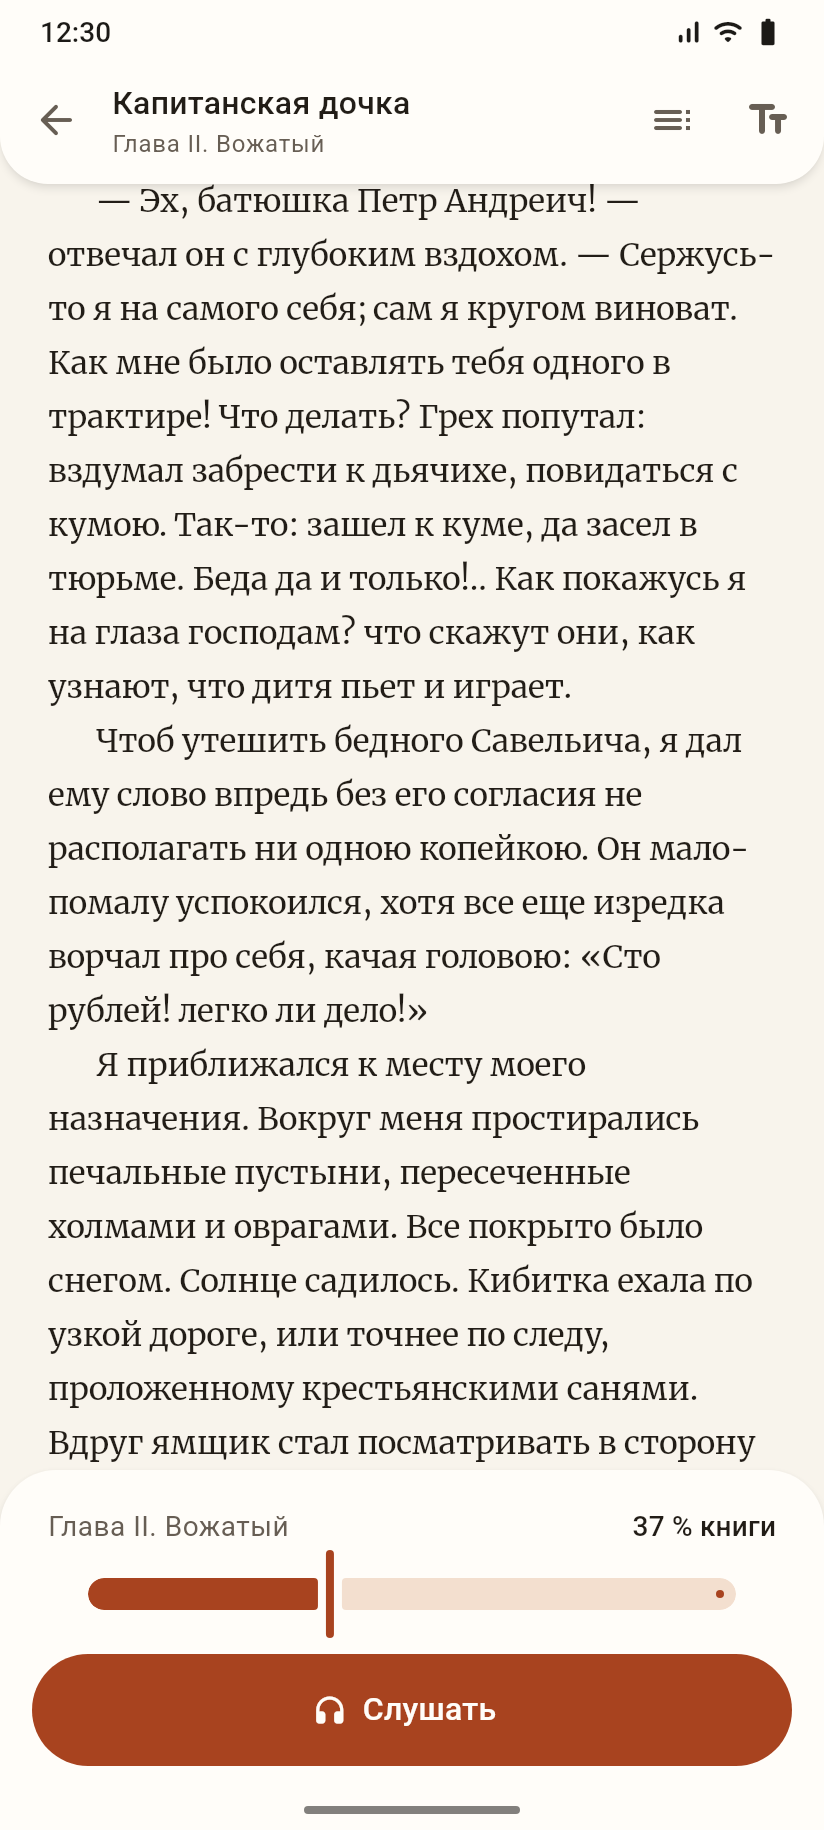 12:30
Капитанская дочка
Глава II. Вожатый
— Эх, батюшка Петр Андреич! —
отвечал он с глубоким вздохом. — Сержусь-
то я на самого себя; сам я кругом виноват.
Как мне было оставлять тебя одного в
трактире! Что делать? Грех попутал:
вздумал забрести к дьячихе, повидаться с
кумою. Так-то: зашел к куме, да засел в
тюрьме. Беда да и только!.. Как покажусь я
на глаза господам? что скажут они, как
узнают, что дитя пьет и играет.
Чтоб утешить бедного Савельича, я дал
ему слово впредь без его согласия не
располагать ни одною копейкою. Он мало-
помалу успокоился, хотя все еще изредка
ворчал про себя, качая головою: «Сто
рублей! легко ли дело!»
Я приближался к месту моего
назначения. Вокруг меня простирались
печальные пустыни, пересеченные
холмами и оврагами. Все покрыто было
снегом. Солнце садилось. Кибитка ехала по
узкой дороге, или точнее по следу,
проложенному крестьянскими санями.
Вдруг ямщик стал посматривать в сторону
Глава II. Вожатый
37 % книги
Слушать